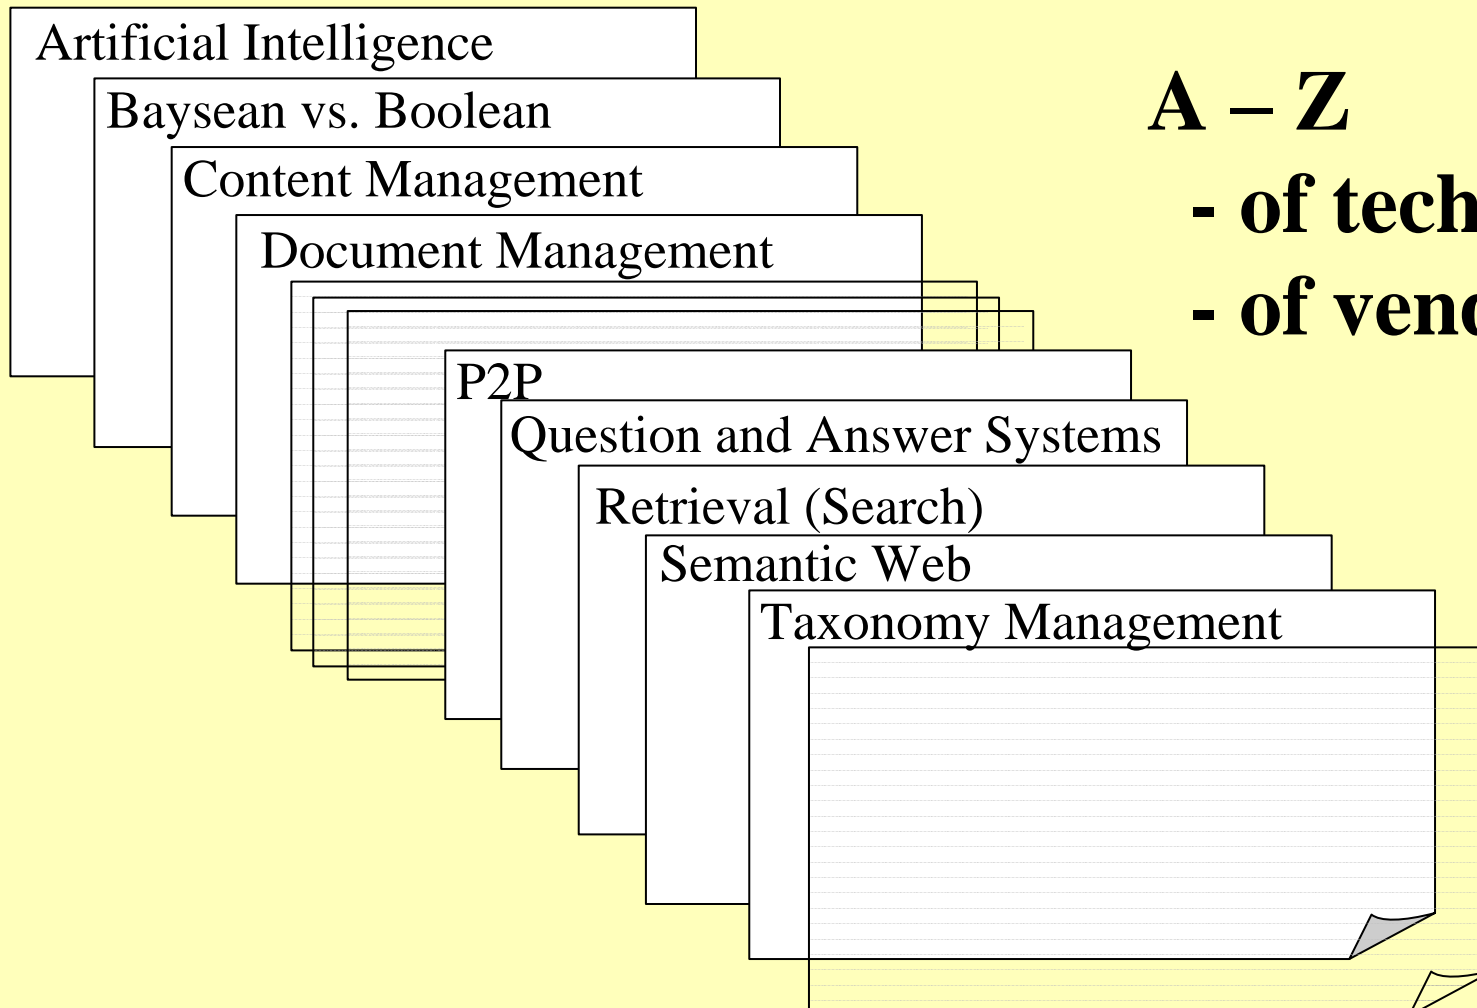 Artificial Intelligence
Baysean vs. Boolean
Content Management
Document Management
P2P
Question and Answer Systems
Retrieval (Search)
Semantic Web
Taxonomy Management
A – Z
- of tech
- of